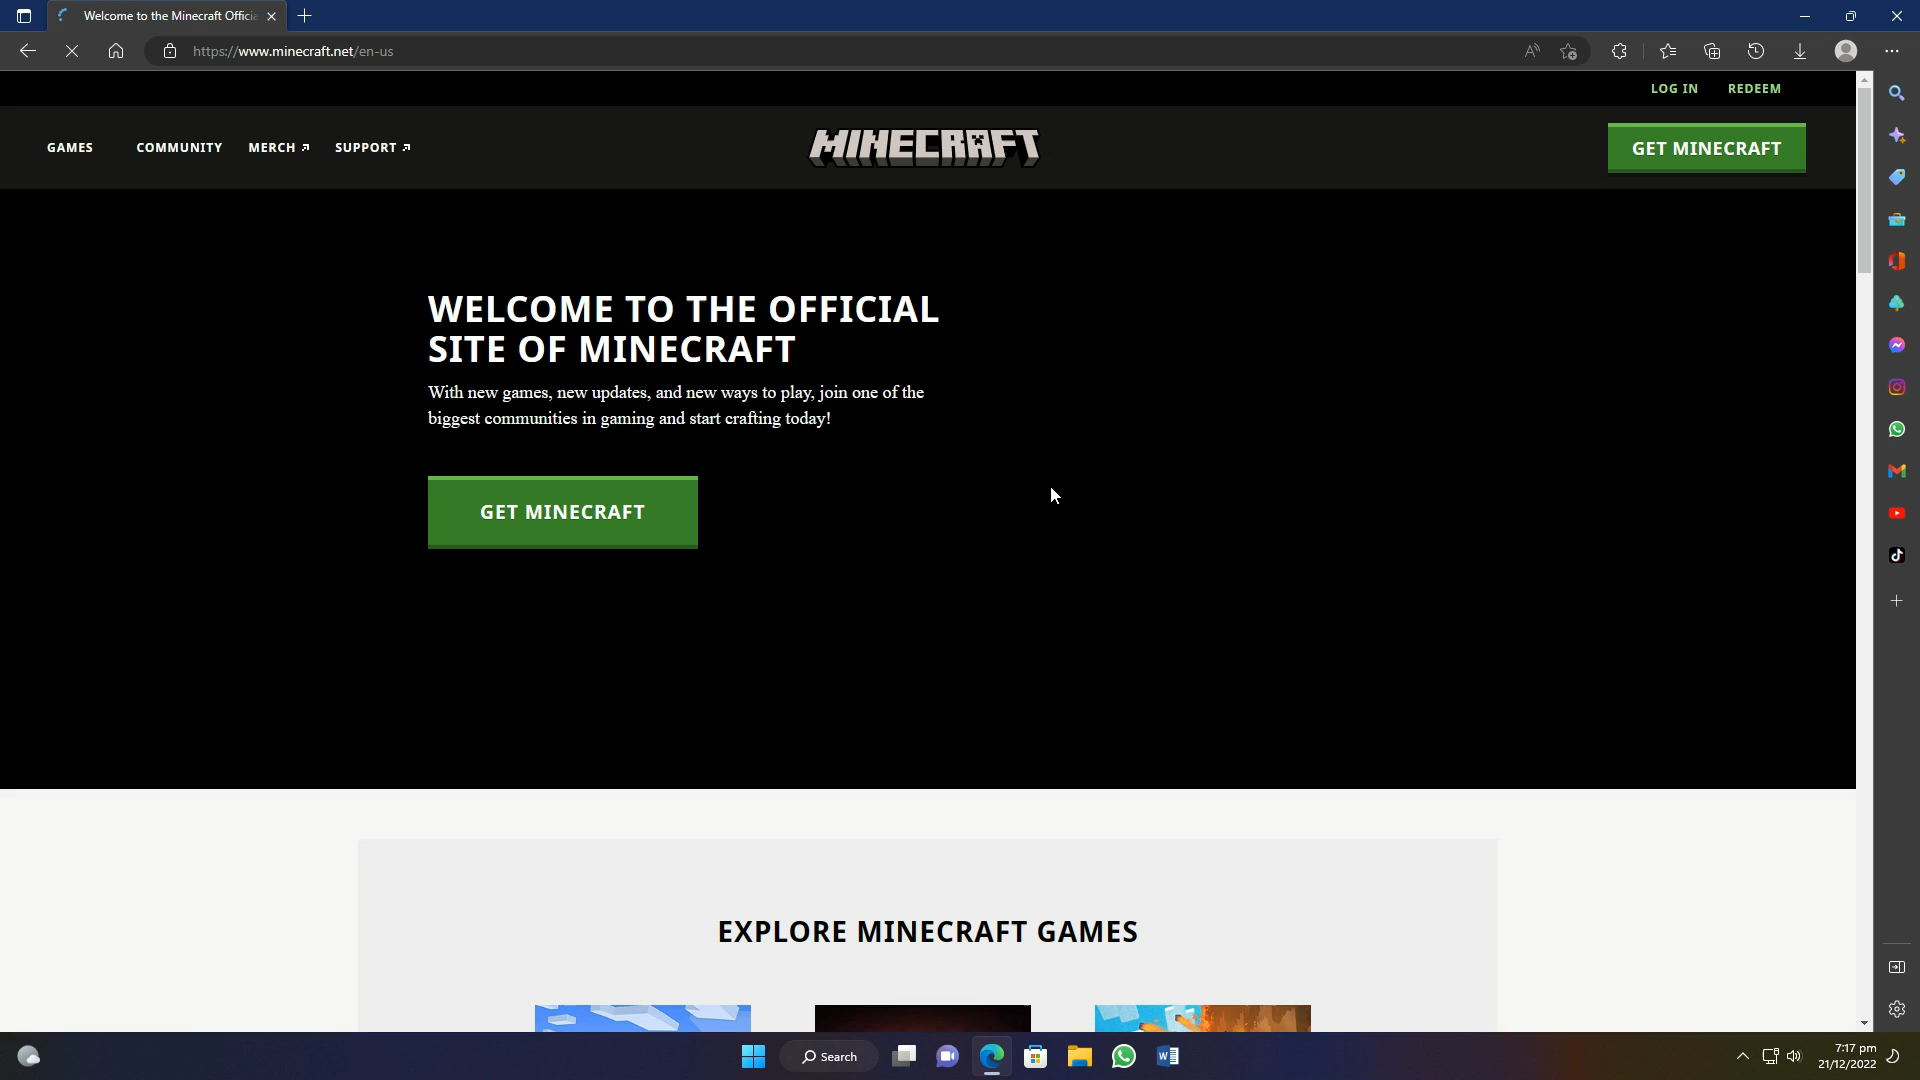 Welcome to the Minecraft Officia
https://www.minecraft.net/en-us
LOG IN REDEEM
GAMES COMMUNITY MERCH SUPPORT MINECRAFT GET MINECRAFT
WELCOME TO THE OFFICIAL
SITE OF MINECRAFT
With new games, new updates, and new ways to play, join one of the
biggest communities in gaming and start crafting today!
GET MINECRAFT
EXPLORE MINECRAFT GAMES
Search
7:17 pm
21/12/2022